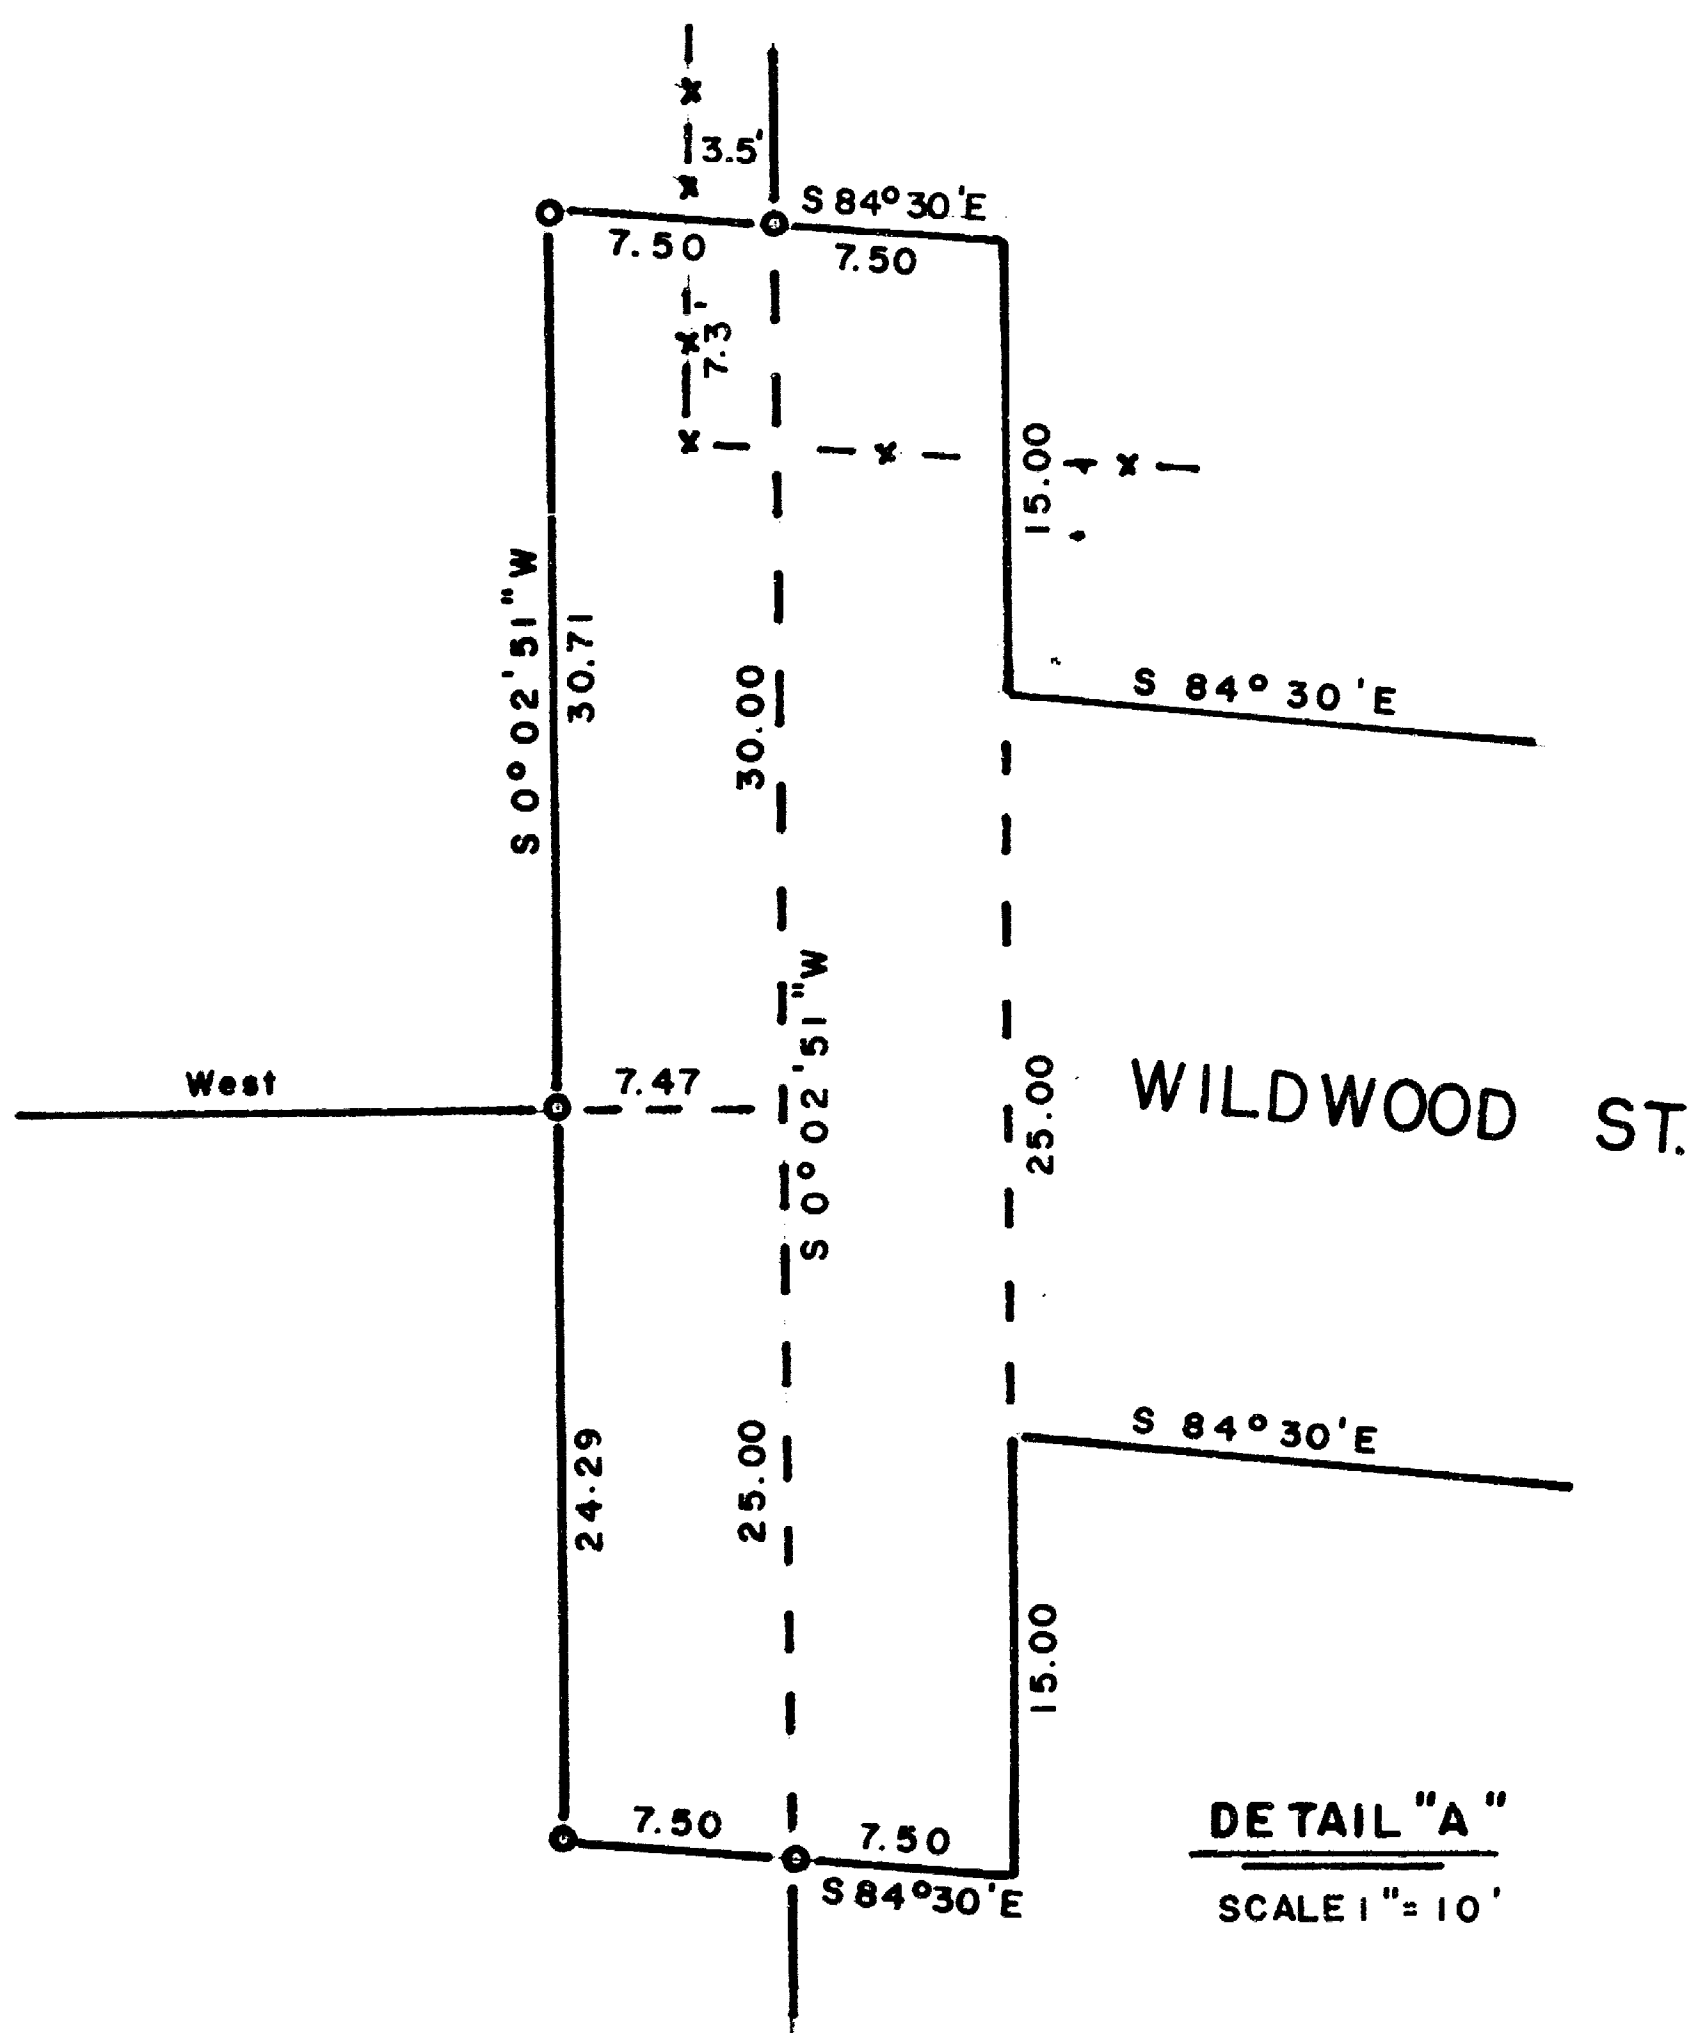 3.5'
S 84° 30' E
7.50
7.50
7.3'
15.00
S 0° 02' 51" W
30.71
30.00
S 84° 30' E
S 0° 02' 51" W
West
7.47
25.00
WILDWOOD ST.
24.29
25.00
S 84° 30' E
15.00
7.50
7.50
S 84° 30' E
DETAIL "A"
SCALE 1" = 10'